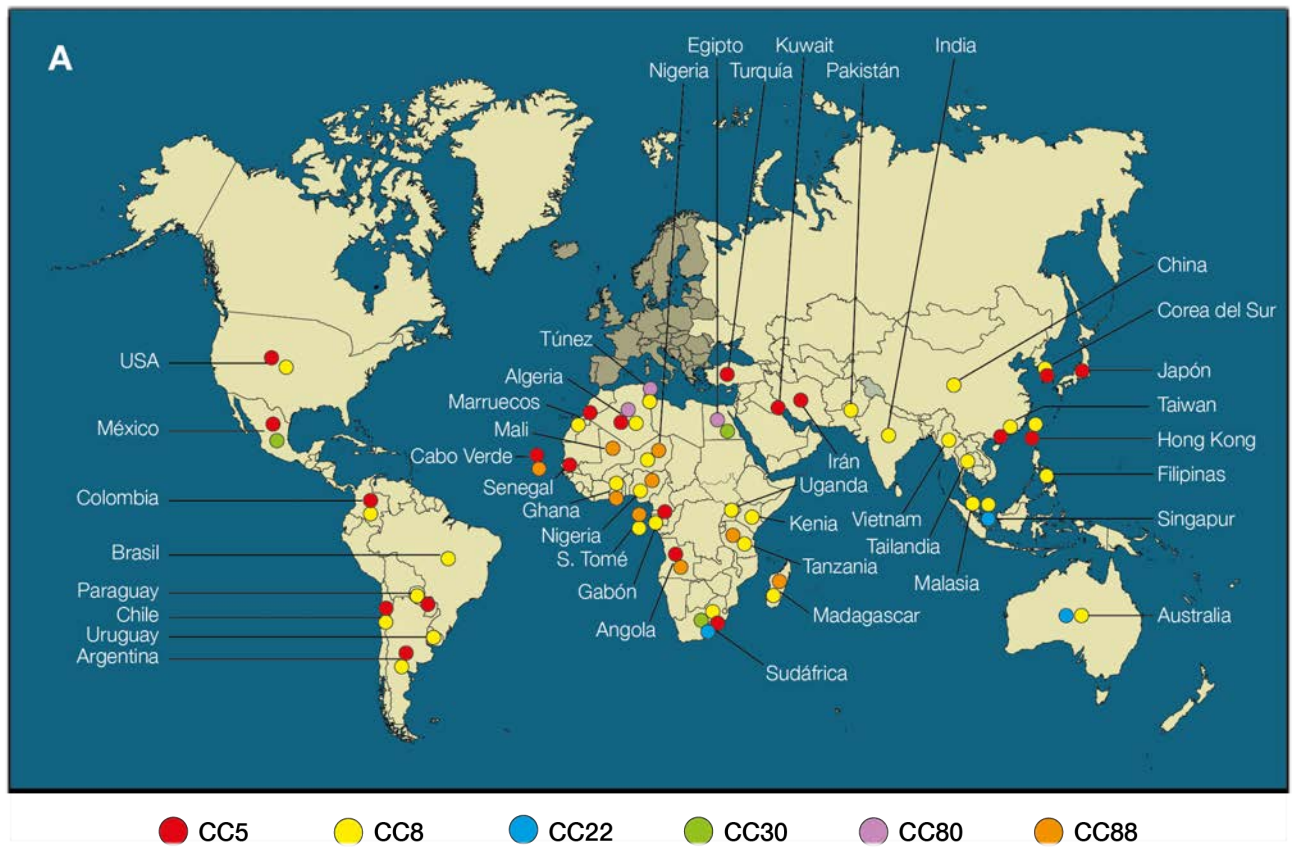 A
Egipto
Kuwait
India
Nigeria
Turquía
Pakistán
China
Corea del Sur
Túnez
USA
Algeria
Japón
Marruecos
Taiwan
México
Mali
Hong Kong
Cabo Verde
Irán
Filipinas
Senegal
Uganda
Colombia
Ghana
Kenia
Vietnam
Singapur
Nigeria
Tailandia
Brasil
S. Tomé
Tanzania
Malasia
Paraguay
Gabón
Chile
Madagascar
Australia
Uruguay
Angola
Argentina
Sudáfrica
CC5
CC8
CC22
CC30
CC80
CC88